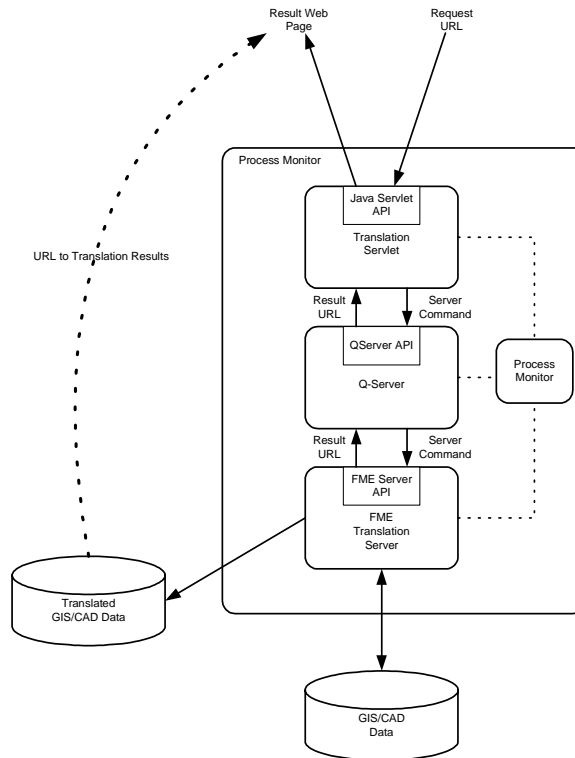 Result Web
Page
Request
URL
Process Monitor
Java Servlet
API
Translation
Servlet
URL to Translation Results
Result
URL
Server
Command
QServer API
Q-Server
Process
Monitor
Result
URL
Server
Command
FME Server
API
FME
Translation
Server
Translated
GIS/CAD Data
GIS/CAD
Data